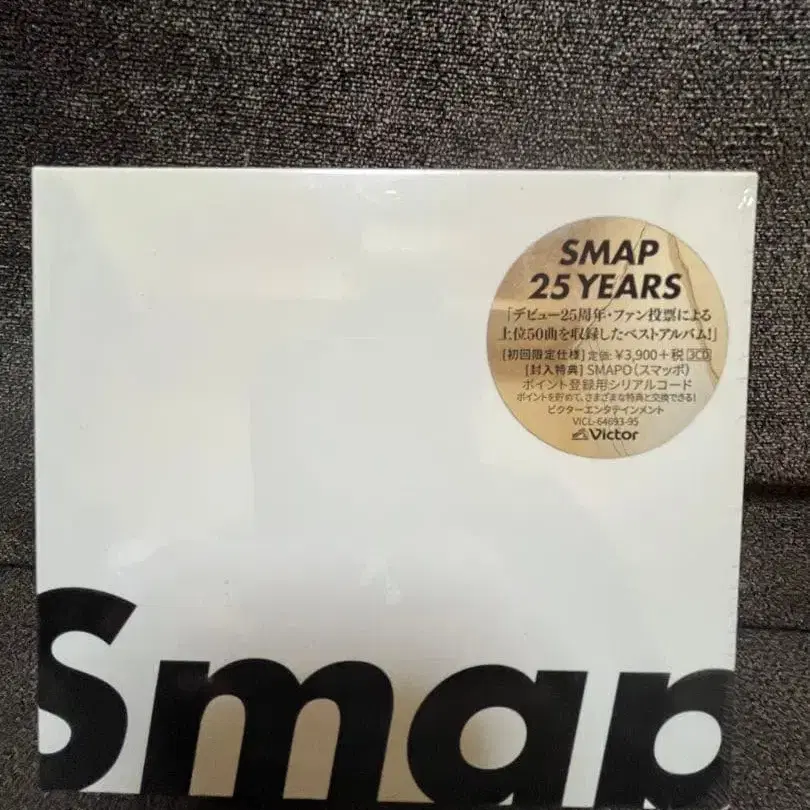 SMAP
25 YEARS
「デビュー25周年・ファン投票による
上位50曲を収録したベストアルバム!」
[初回限定仕様] 定価:¥3,900+税 3CD
[封入特典] SMAPO(スマッポ)
ポイント登録用シリアルコード
ポイントを貯めて、さまざまな特典と交換できる!
ビクターエンタテインメント
VICL-64693-95
Victor
Smap